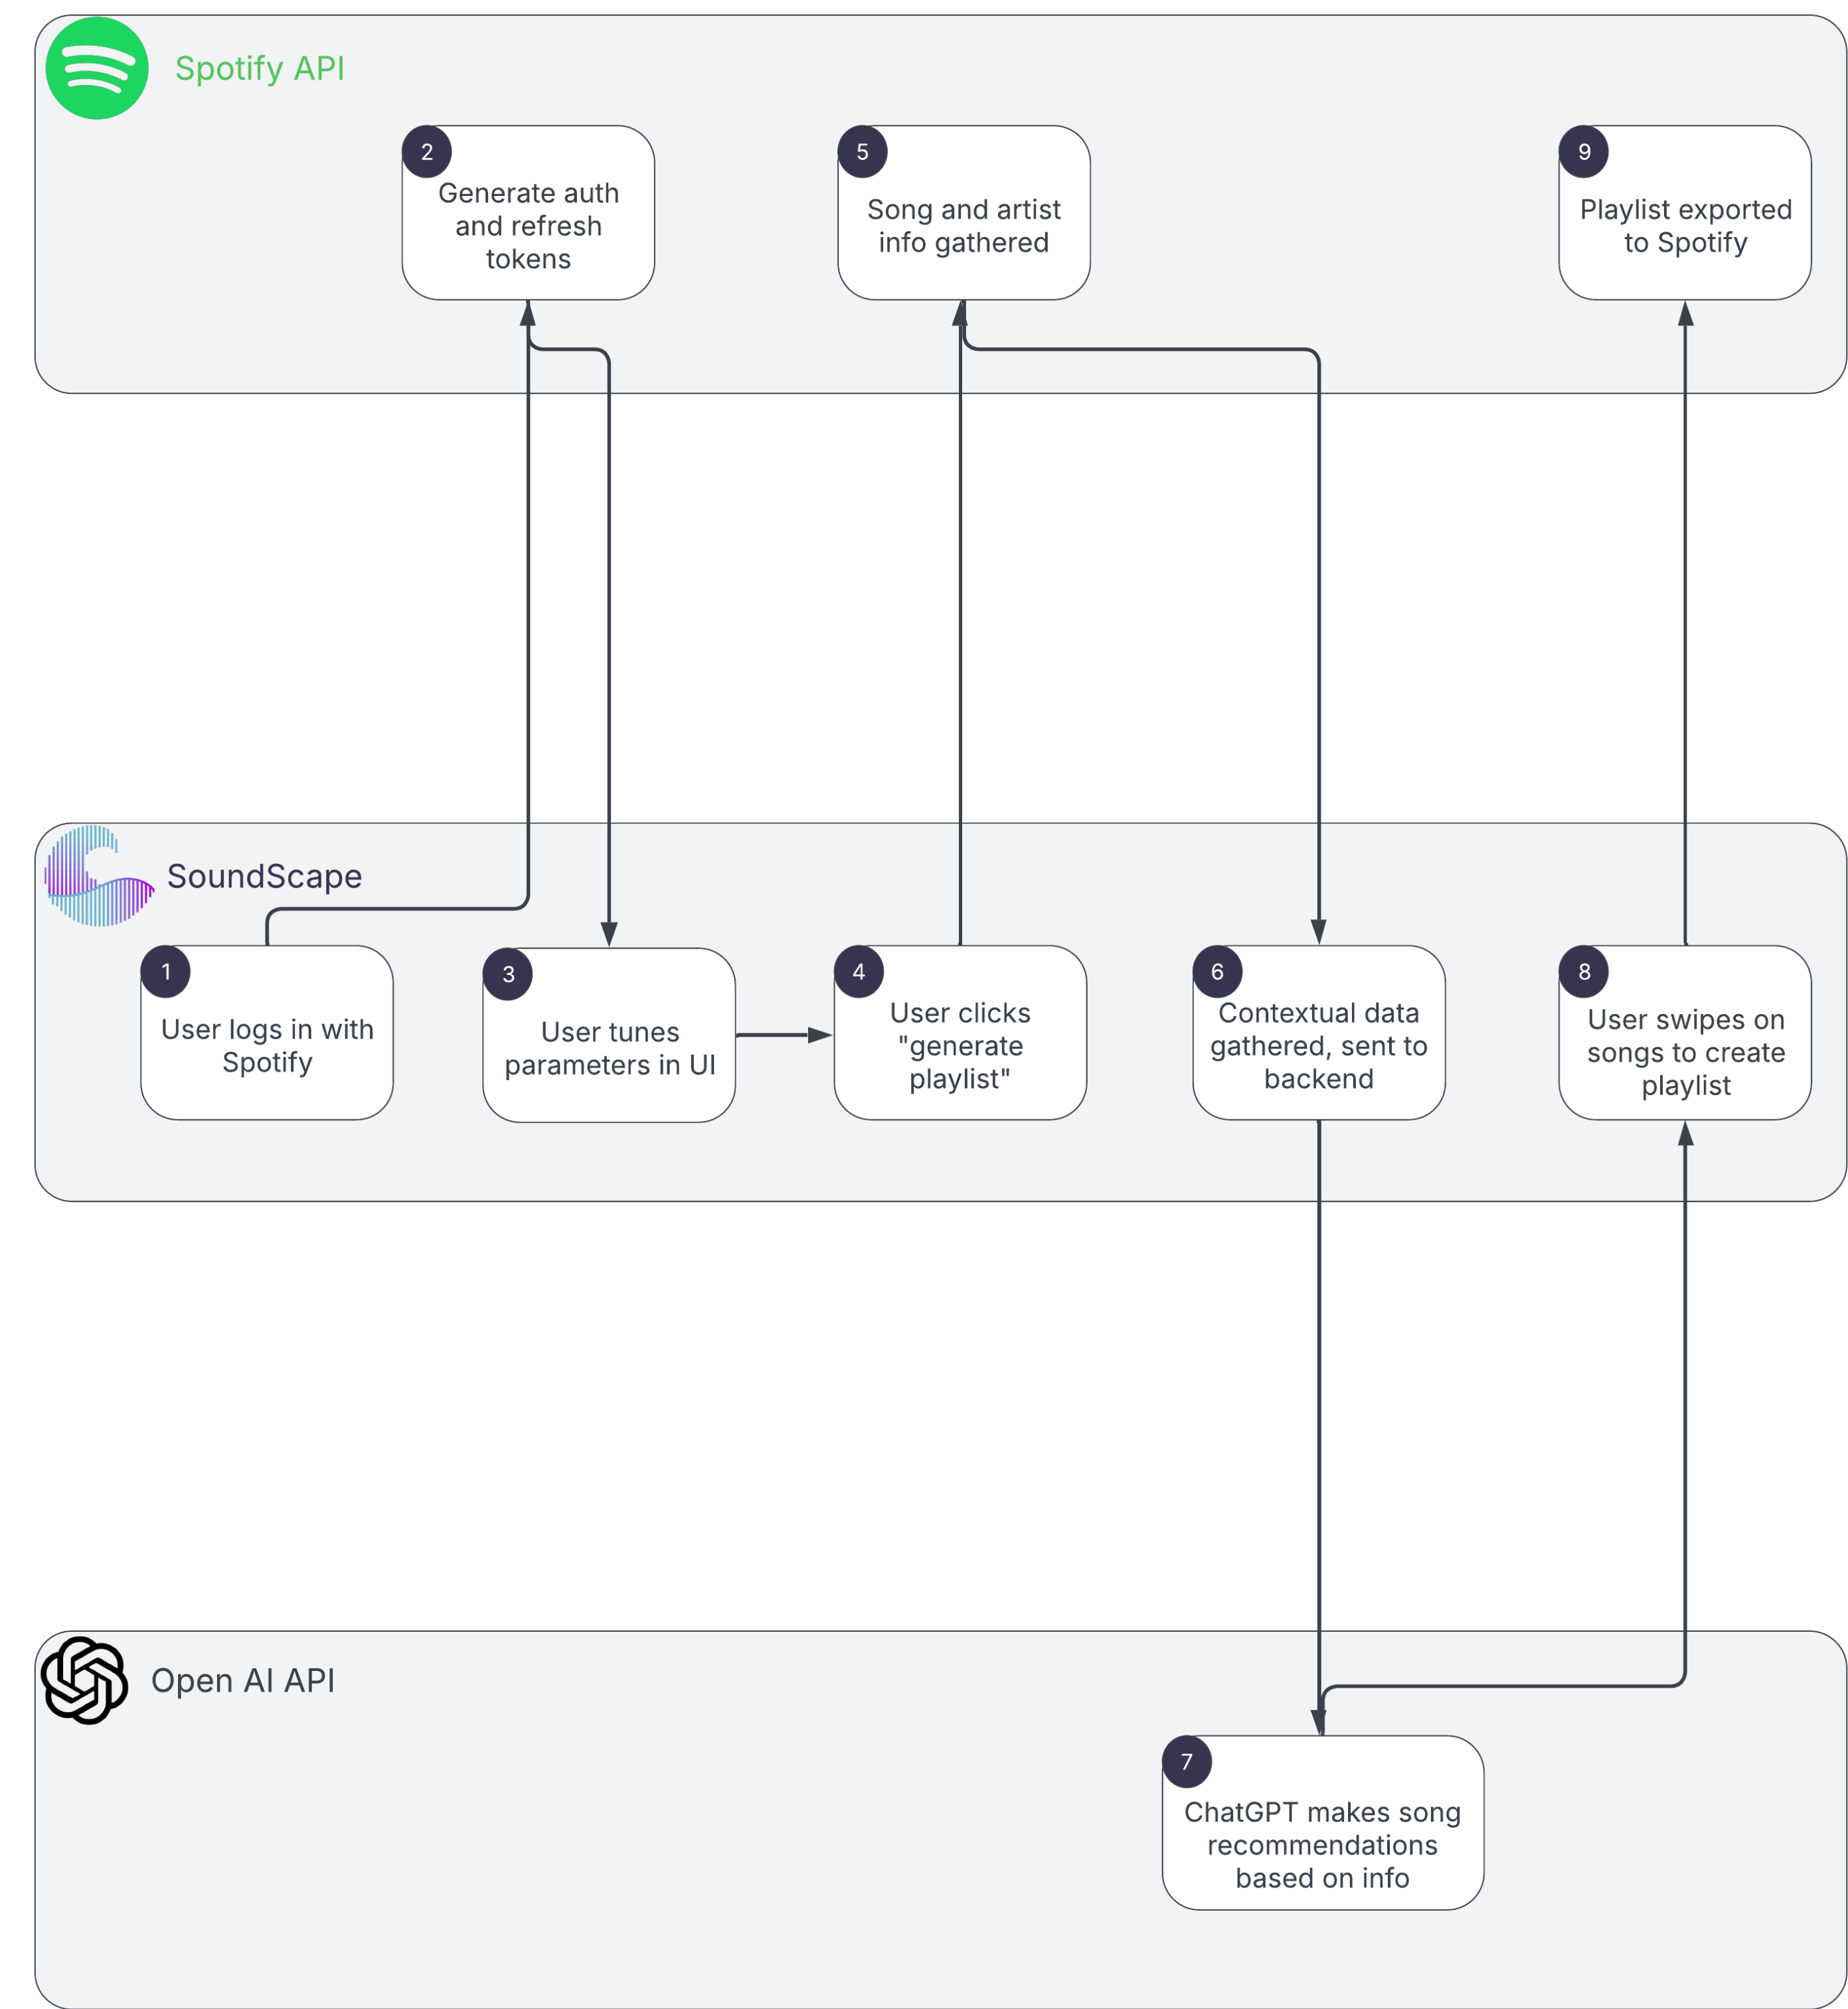 Spotify API
2
Generate auth
and refresh
tokens
5
Song and artist
info gathered
9
Playlist exported
to Spotify
SoundScape
1
User logs in with
Spotify
3
User tunes
parameters in UI
4
User clicks
"generate
playlist"
6
Contextual data
gathered, sent to
backend
8
User swipes on
songs to create
playlist
Open AI API
7
ChatGPT makes song
recommendations
based on info